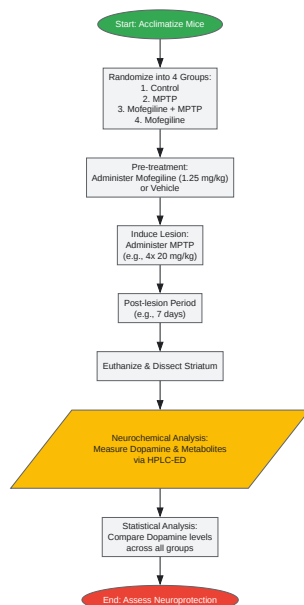 Start: Acclimatize Mice
Randomize into 4 Groups:
1. Control
2. MPTP
3. Mofegiline + MPTP
4. Mofegiline
Pre-treatment:
Administer Mofegiline (1.25 mg/kg)
or Vehicle
Induce Lesion:
Administer MPTP
(e.g., 4x 20 mg/kg)
Post-lesion Period
(e.g., 7 days)
Euthanize & Dissect Striatum
Neurochemical Analysis:
Measure Dopamine & Metabolites
via HPLC-ED
Statistical Analysis:
Compare Dopamine levels
across all groups
End: Assess Neuroprotection